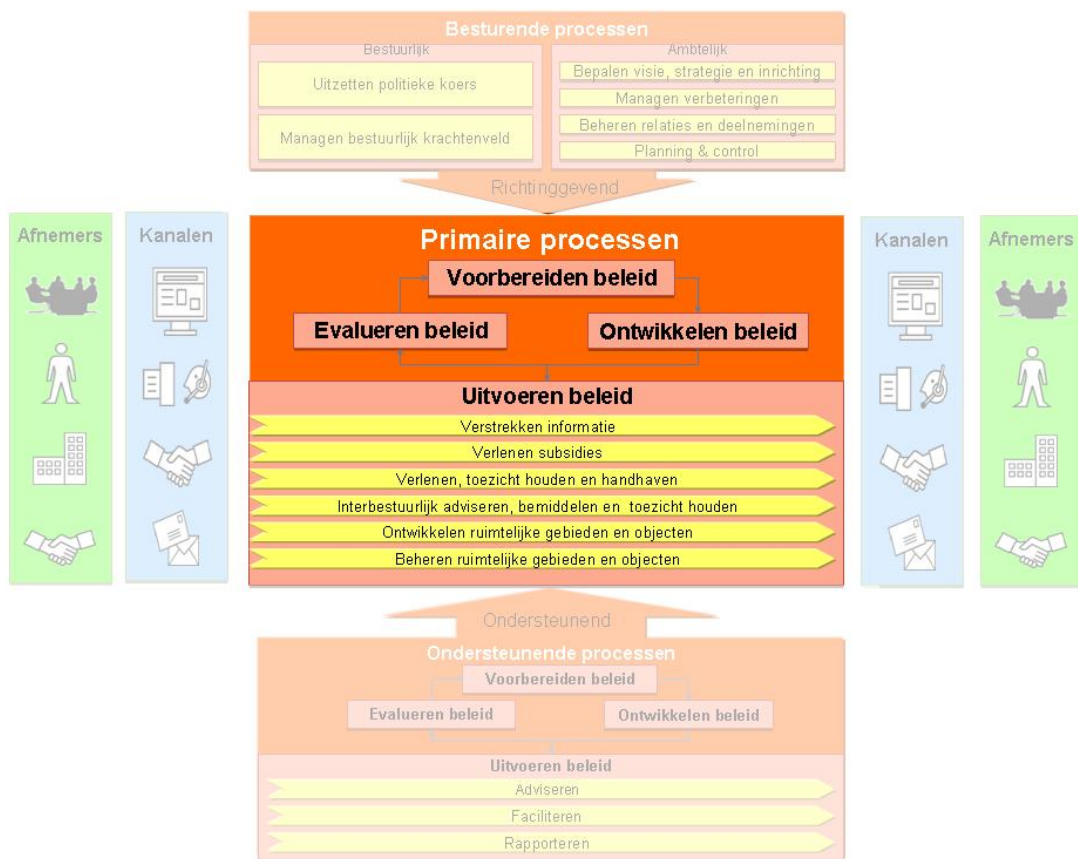 Besturende processen
Bestuurlijk
Uitzetten politieke koers
Managen bestuurlijk krachtenveld
Ambtelijk
Bepalen visie, strategie en inrichting
Managen verbeteringen
Beheren relaties en deelnemingen
Planning & control
Richtinggevend
Afnemers
Kanalen
Primaire processen
Voorbereiden beleid
Evalueren beleid
Ontwikkelen beleid
Uitvoeren beleid
Verstrekken informatie
Verlenen subsidies
Verlenen, toezicht houden en handhaven
Interbestuurlijk adviseren, bemiddelen en toezicht houden
Ontwikkelen ruimtelijke gebieden en objecten
Beheren ruimtelijke gebieden en objecten
Kanalen
Afnemers
Ondersteunend
Ondersteunende processen
Voorbereiden beleid
Evalueren beleid
Ontwikkelen beleid
Uitvoeren beleid
Adviseren
Faciliteren
Rapporteren